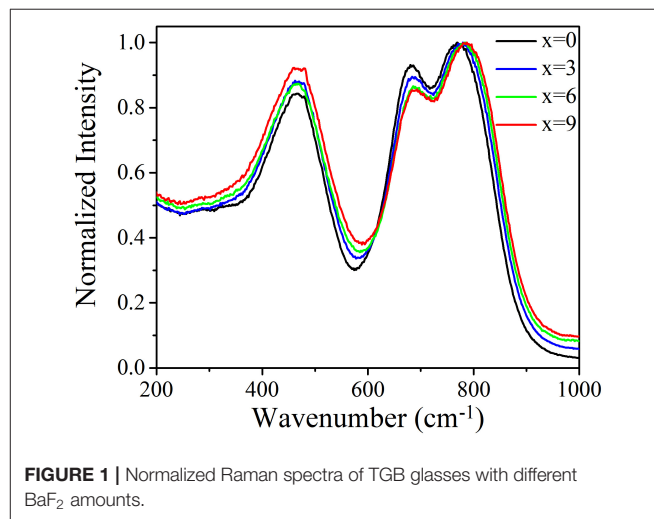 1.0
0.8
0.6
0.4
0.2
0.0
Normalized Intensity
x=0
x=3
x=6
x=9
200 400 600 800 1000
Wavenumber (cm⁻¹)
FIGURE 1 | Normalized Raman spectra of TGB glasses with different
BaF₂ amounts.